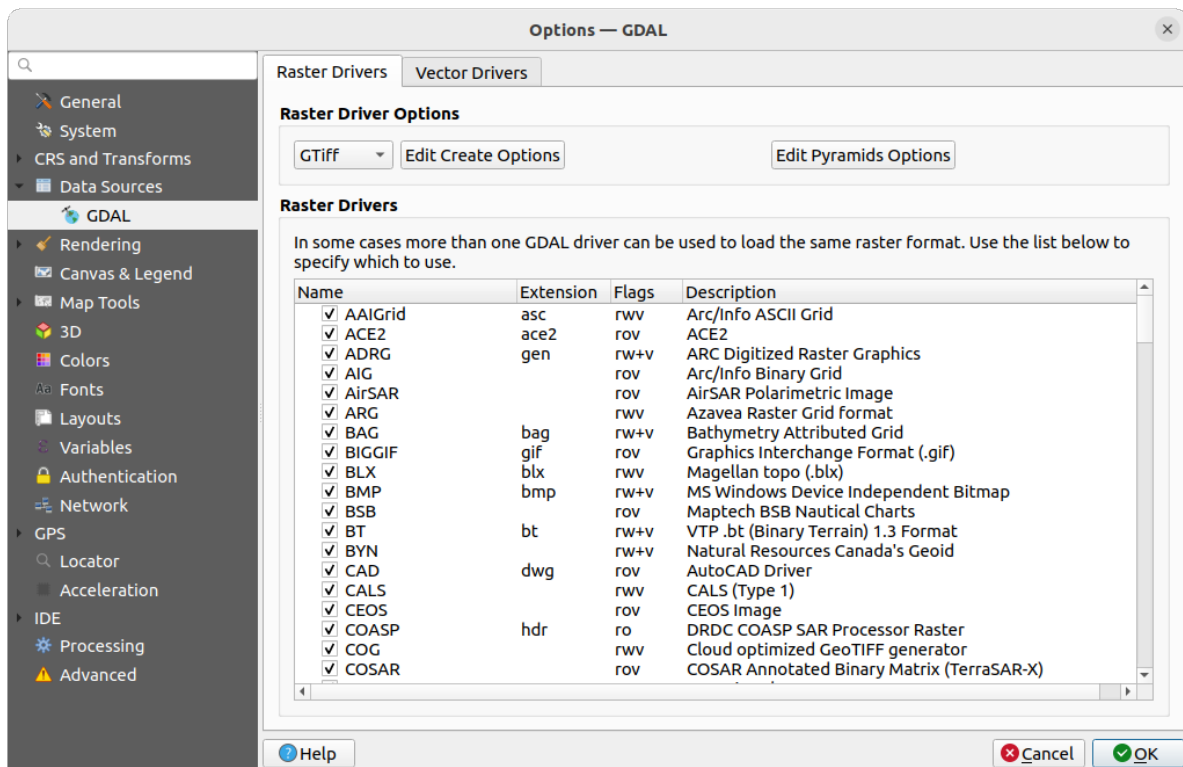 Options — GDAL
General
System
CRS and Transforms
Data Sources
GDAL
Rendering
Canvas & Legend
Map Tools
3D
Colors
Aa Fonts
Layouts
Variables
Authentication
Network
GPS
Locator
Acceleration
IDE
Processing
Advanced
Raster Drivers Vector Drivers
Raster Driver Options
GTiff Edit Create Options Edit Pyramids Options
Raster Drivers
In some cases more than one GDAL driver can be used to load the same raster format. Use the list below to
specify which to use.
Name Extension Flags Description
AAIGrid asc rwv Arc/Info ASCII Grid
ACE2 ace2 rov ACE2
ADRG gen rw+v ARC Digitized Raster Graphics
AIG rov Arc/Info Binary Grid
AirSAR rov AirSAR Polarimetric Image
ARG rwv Azavea Raster Grid format
BAG bag rw+v Bathymetry Attributed Grid
BIGGIF gif rov Graphics Interchange Format (.gif)
BLX blx rwv Magellan topo (.blx)
BMP bmp rw+v MS Windows Device Independent Bitmap
BSB rov Maptech BSB Nautical Charts
BT bt rw+v VTP .bt (Binary Terrain) 1.3 Format
BYN rw+v Natural Resources Canada's Geoid
CAD dwg rov AutoCAD Driver
CALS rwv CALS (Type 1)
CEOS rov CEOS Image
COASP hdr ro DRDC COASP SAR Processor Raster
COG rwv Cloud optimized GeoTIFF generator
COSAR rov COSAR Annotated Binary Matrix (TerraSAR-X)
Help Cancel OK